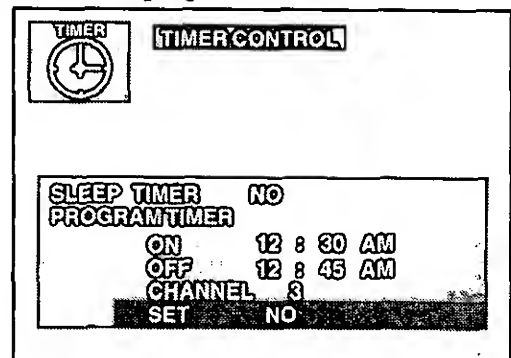 TIMER
TIMER CONTROL
SLEEP TIMER NO
PROGRAM TIMER
ON 12 : 30 AM
OFF 12 : 45 AM
CHANNEL 3
SET NO